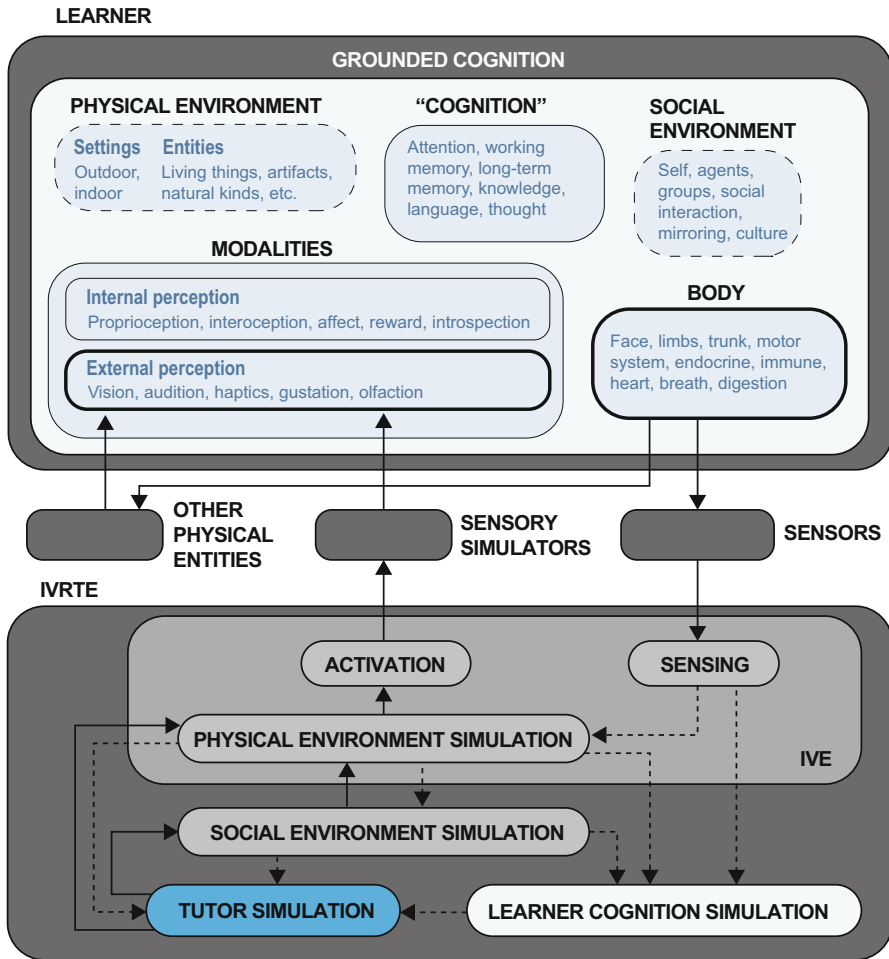 LEARNER
GROUNDED COGNITION
PHYSICAL ENVIRONMENT
Settings
Outdoor,
indoor
Entities
Living things, artifacts,
natural kinds, etc.
“COGNITION”
Attention, working
memory, long-term
memory, knowledge,
language, thought
SOCIAL
ENVIRONMENT
Self, agents,
groups, social
interaction,
mirroring, culture
MODALITIES
Internal perception
Proprioception, interoception, affect, reward, introspection
External perception
Vision, audition, haptics, gustation, olfaction
BODY
Face, limbs, trunk, motor
system, endocrine, immune,
heart, breath, digestion
OTHER
PHYSICAL
ENTITIES
SENSORY
SIMULATORS
SENSORS
IVRTE
ACTIVATION
SENSING
PHYSICAL ENVIRONMENT SIMULATION
IVE
SOCIAL ENVIRONMENT SIMULATION
TUTOR SIMULATION
LEARNER COGNITION SIMULATION